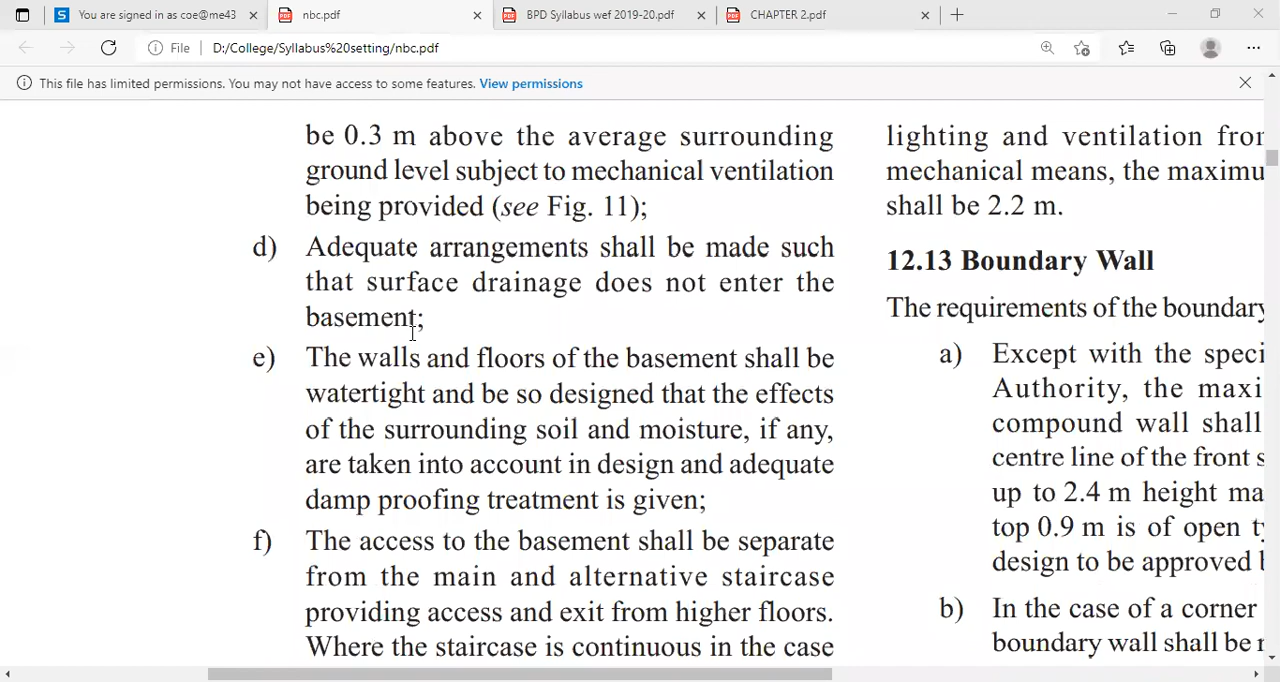 You are signed in as coe@me43
nbc.pdf
BPD Syllabus wef 2019-20.pdf
CHAPTER 2.pdf
File
D:/College/Syllabus%20setting/nbc.pdf
This file has limited permissions. You may not have access to some features. View permissions
be 0.3 m above the average surrounding
ground level subject to mechanical ventilation
being provided (see Fig. 11);
d) Adequate arrangements shall be made such
that surface drainage does not enter the
basement;
e) The walls and floors of the basement shall be
watertight and be so designed that the effects
of the surrounding soil and moisture, if any,
are taken into account in design and adequate
damp proofing treatment is given;
f) The access to the basement shall be separate
from the main and alternative staircase
providing access and exit from higher floors.
Where the staircase is continuous in the case
lighting and ventilation from
mechanical means, the maximu
shall be 2.2 m.
12.13 Boundary Wall
The requirements of the boundary
a) Except with the speci
Authority, the maxi
compound wall shall
centre line of the front s
up to 2.4 m height ma
top 0.9 m is of open ty
design to be approved
b) In the case of a corner
boundary wall shall be